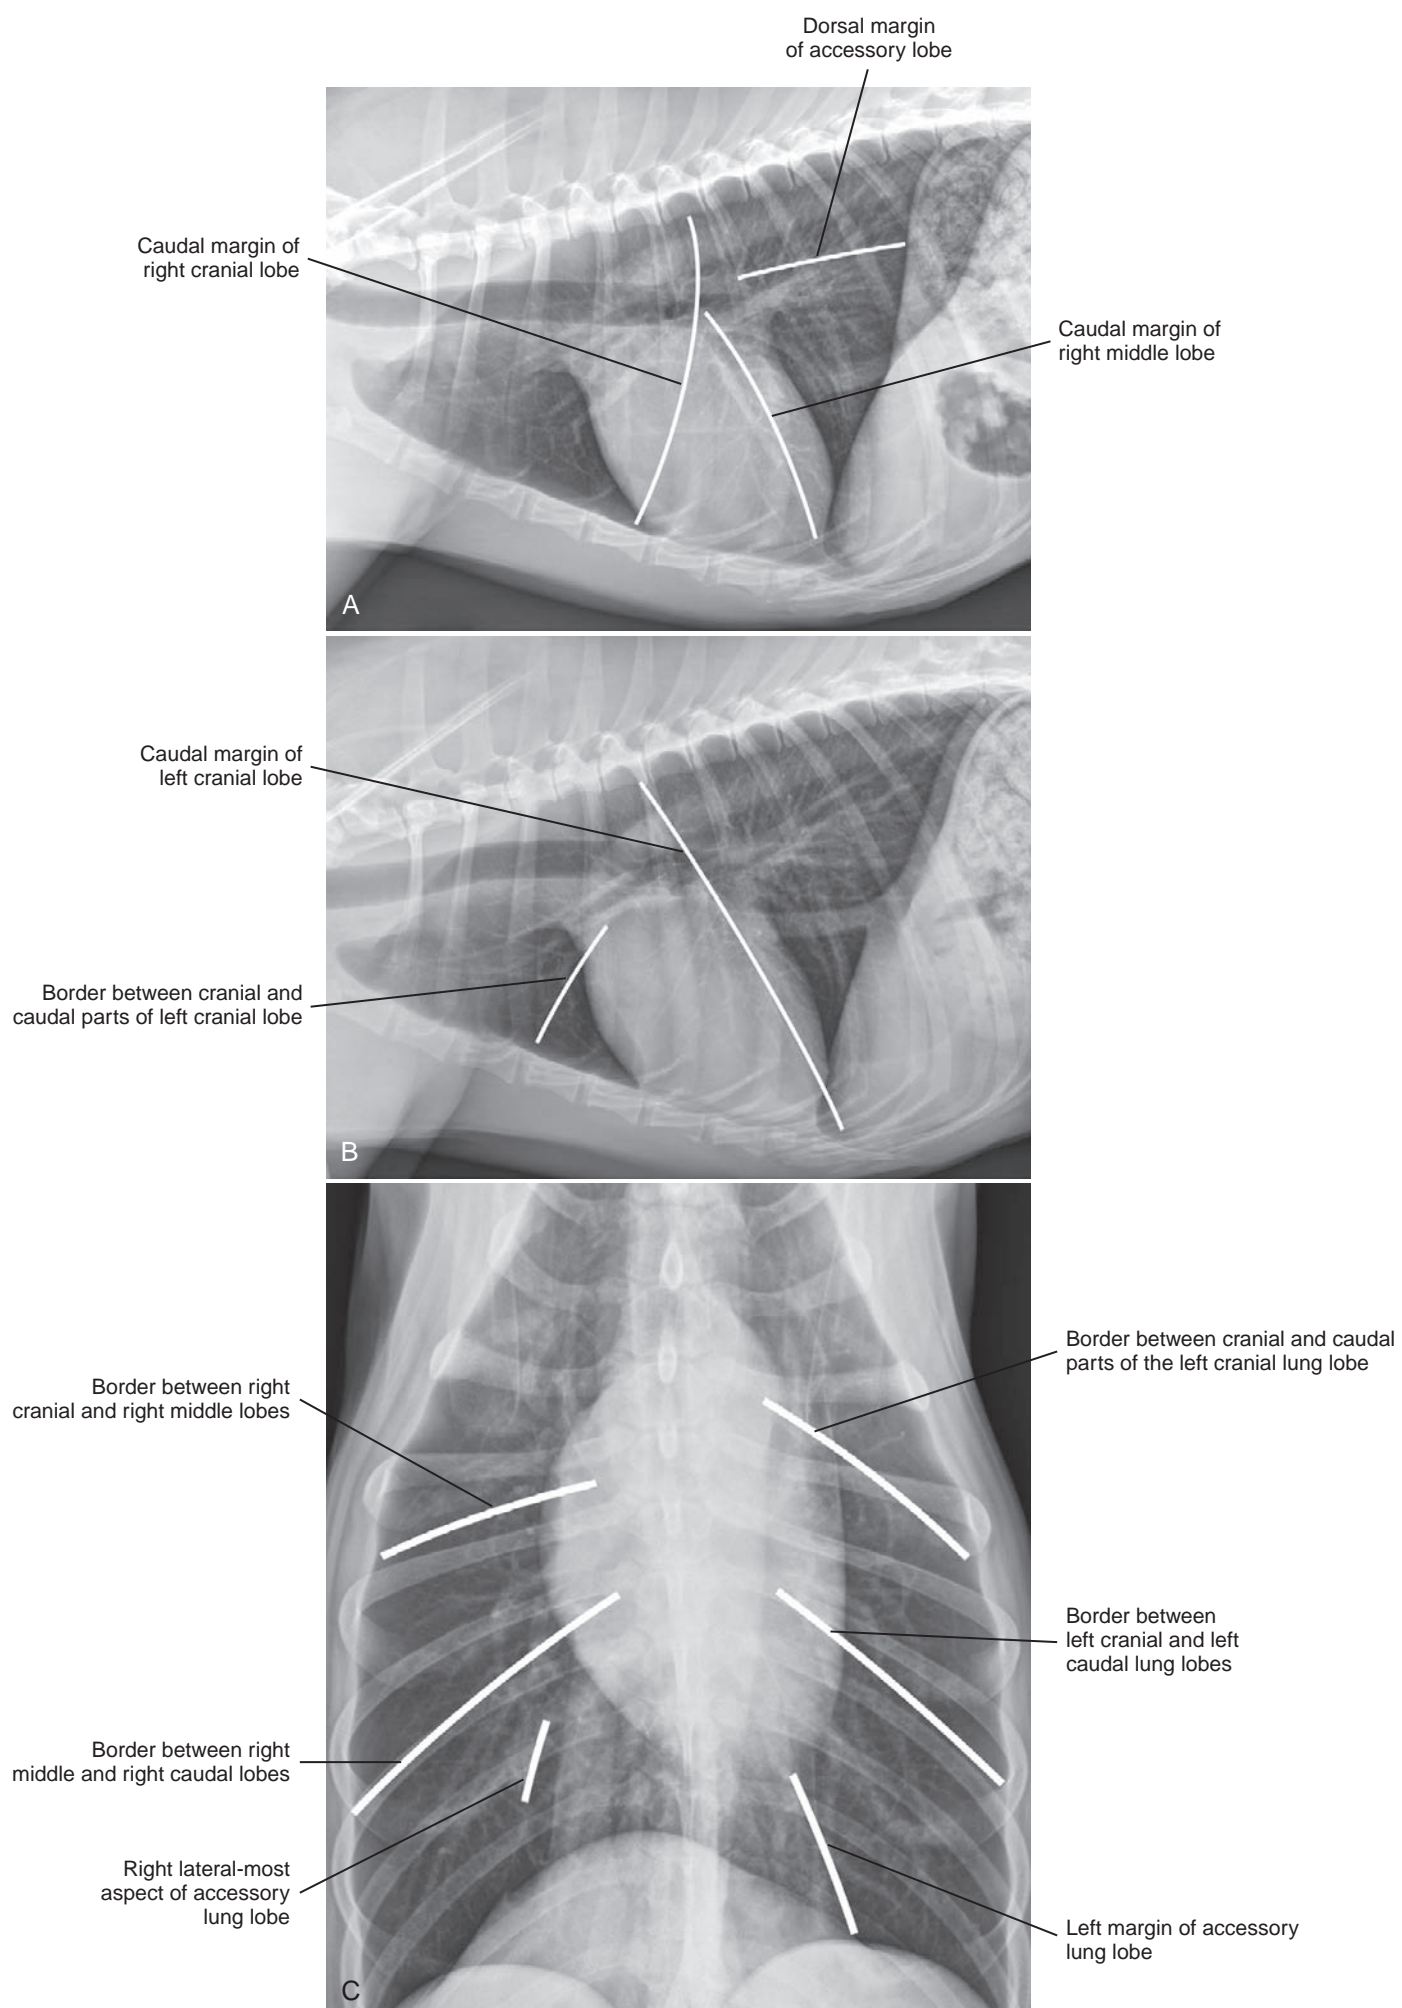 Dorsal margin
of accessory lobe
Caudal margin of
right cranial lobe
Caudal margin of
right middle lobe
A
Caudal margin of
left cranial lobe
Border between cranial and
caudal parts of left cranial lobe
B
Border between cranial and caudal
parts of the left cranial lung lobe
Border between right
cranial and right middle lobes
Border between
left cranial and left
caudal lung lobes
Border between right
middle and right caudal lobes
Right lateral-most
aspect of accessory
lung lobe
Left margin of accessory
lung lobe
C